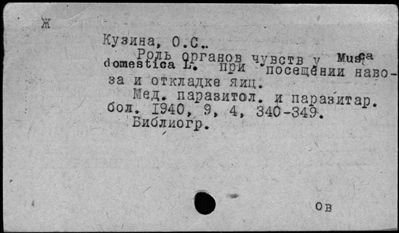 Ж
Кузина, О.С..
Роль органов чувств у Musca
domestica L. при посещении наво-
за и откладке яиц.
Мед. паразитол. и паразитар.
бол. 1940, 9, 4, 340-349.
Библиогр.
ов